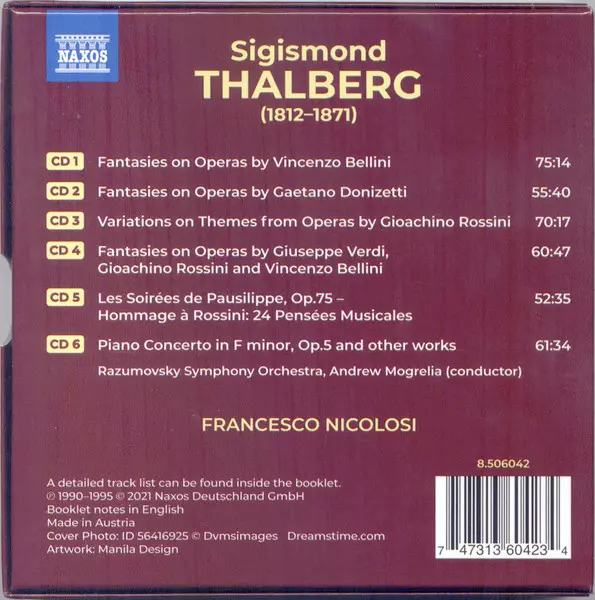 NAXOS
Sigismond
THALBERG
(1812–1871)
CD 1 Fantasies on Operas by Vincenzo Bellini 75:14
CD 2 Fantasies on Operas by Gaetano Donizetti 55:40
CD 3 Variations on Themes from Operas by Gioachino Rossini 70:17
CD 4 Fantasies on Operas by Giuseppe Verdi, 60:47
Gioachino Rossini and Vincenzo Bellini
CD 5 Les Soirées de Pausilippe, Op.75 – 52:35
Hommage à Rossini: 24 Pensées Musicales
CD 6 Piano Concerto in F minor, Op.5 and other works 61:34
Razumovsky Symphony Orchestra, Andrew Mogrelia (conductor)
FRANCESCO NICOLOSI
8.506042
A detailed track list can be found inside the booklet.
℗ 1990–1995 © 2021 Naxos Deutschland GmbH
Booklet notes in English
Made in Austria
Cover Photo: ID 56416925 © Dvmsimages Dreamstime.com
Artwork: Manila Design
7 47313 60423 4